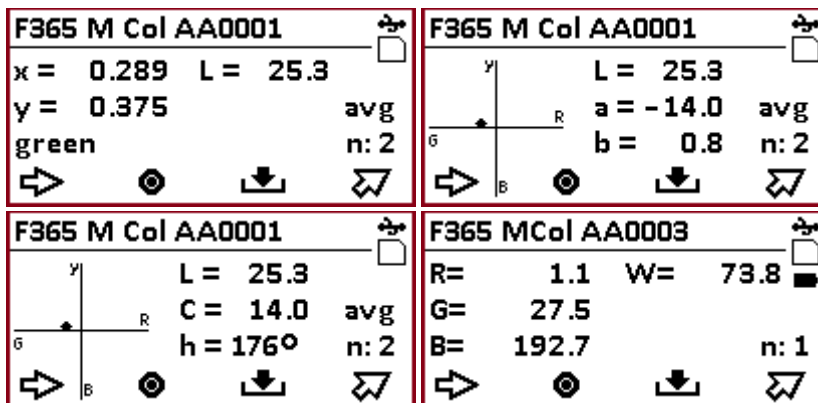 F365 M Col AA0001
x = 0.289 L = 25.3
y = 0.375 avg
green n: 2
F365 M Col AA0001
y L = 25.3
R a = -14.0 avg
G b = 0.8 n: 2
B
F365 M Col AA0001
y L = 25.3
R C = 14.0 avg
G h = 176° n: 2
B
F365 MCol AA0003
R= 1.1 W= 73.8
G= 27.5
B= 192.7 n: 1